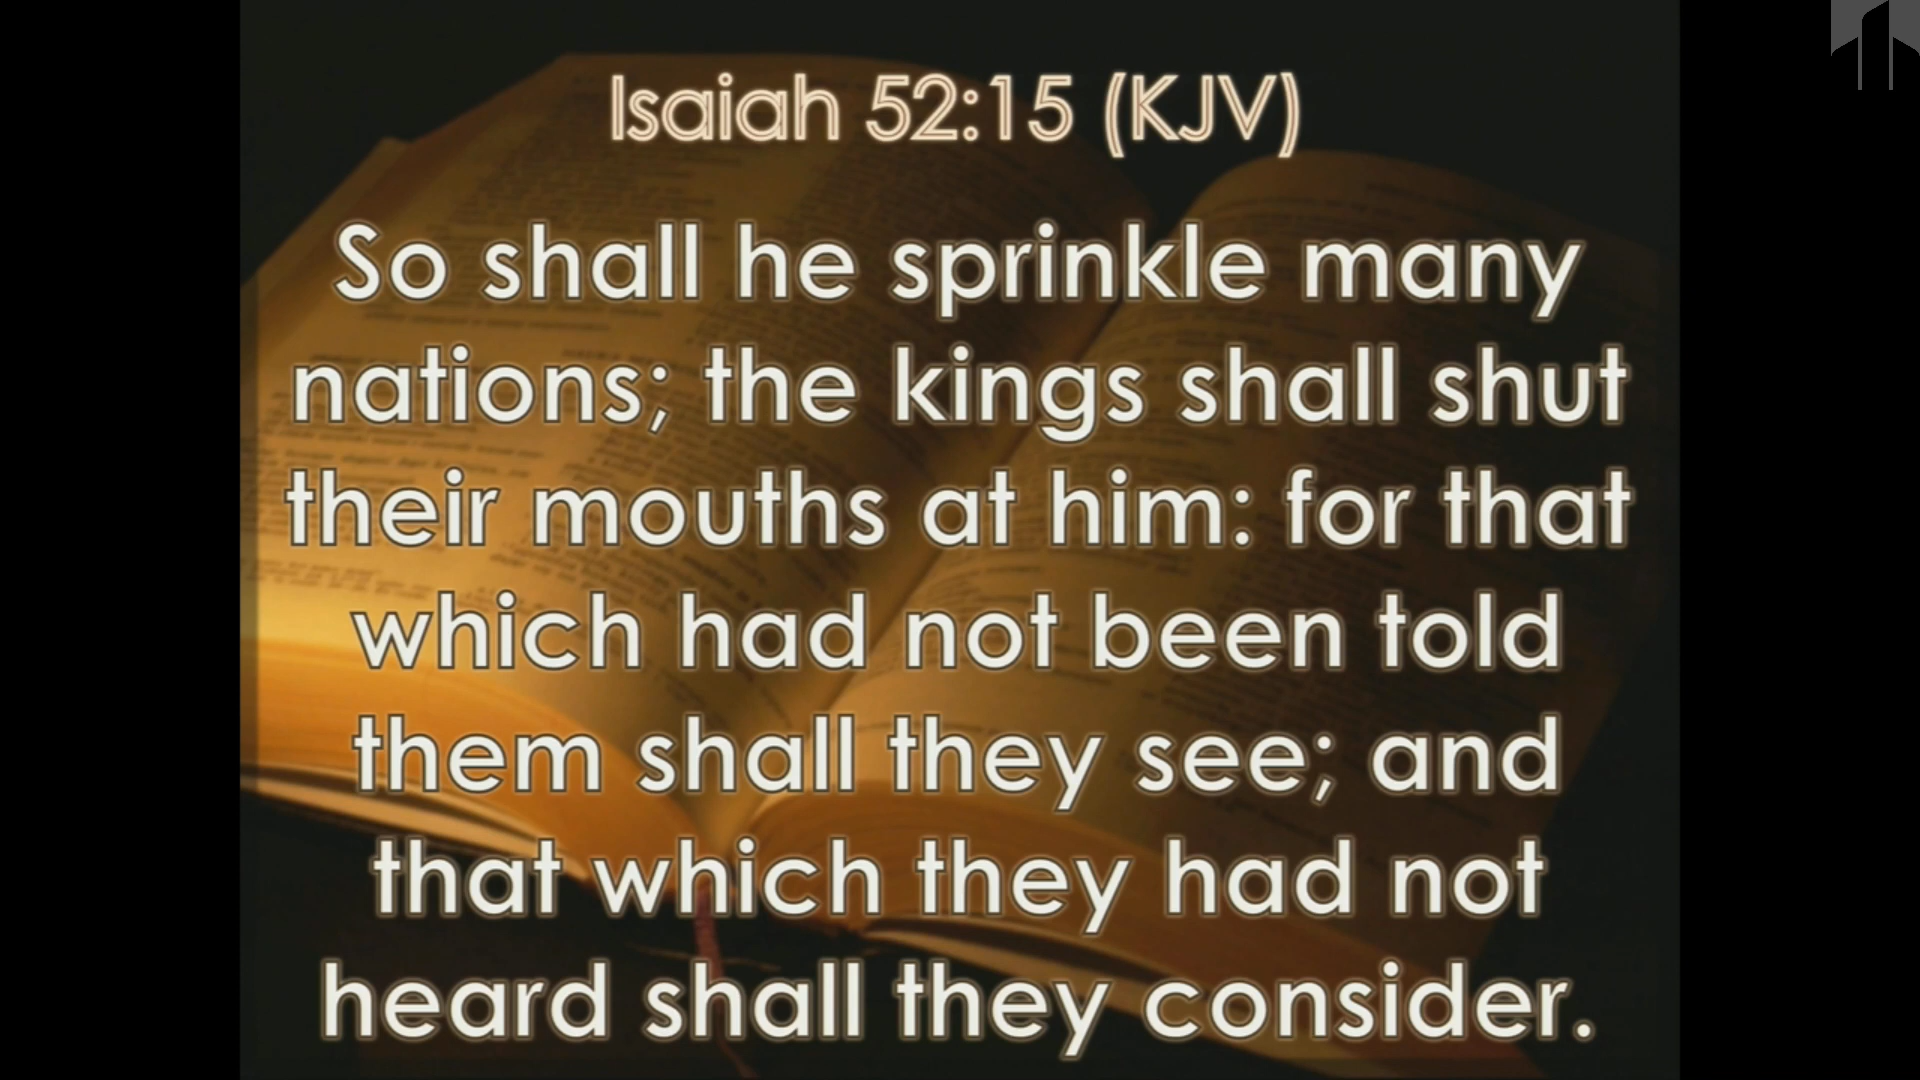 Isaiah 52:15 (KJV)
So shall he sprinkle many
nations; the kings shall shut
their mouths at him: for that
which had not been told
them shall they see; and
that which they had not
heard shall they consider.